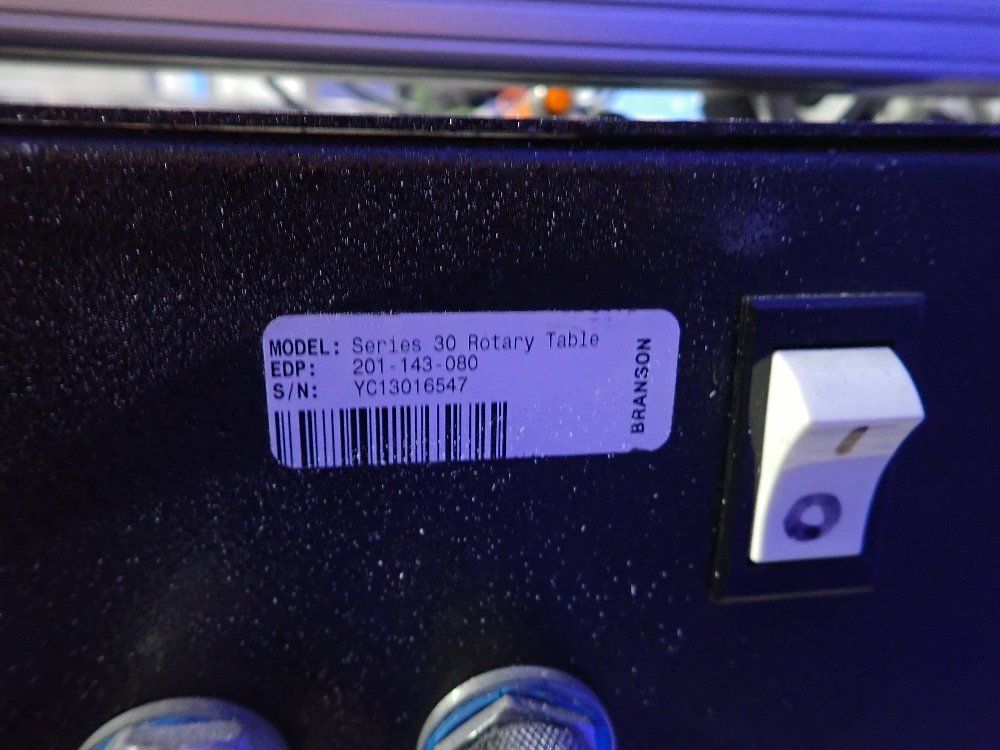 MODEL: Series 30 Rotary Table
EDP: 201-143-080
S/N: YC13016547
BRANSON